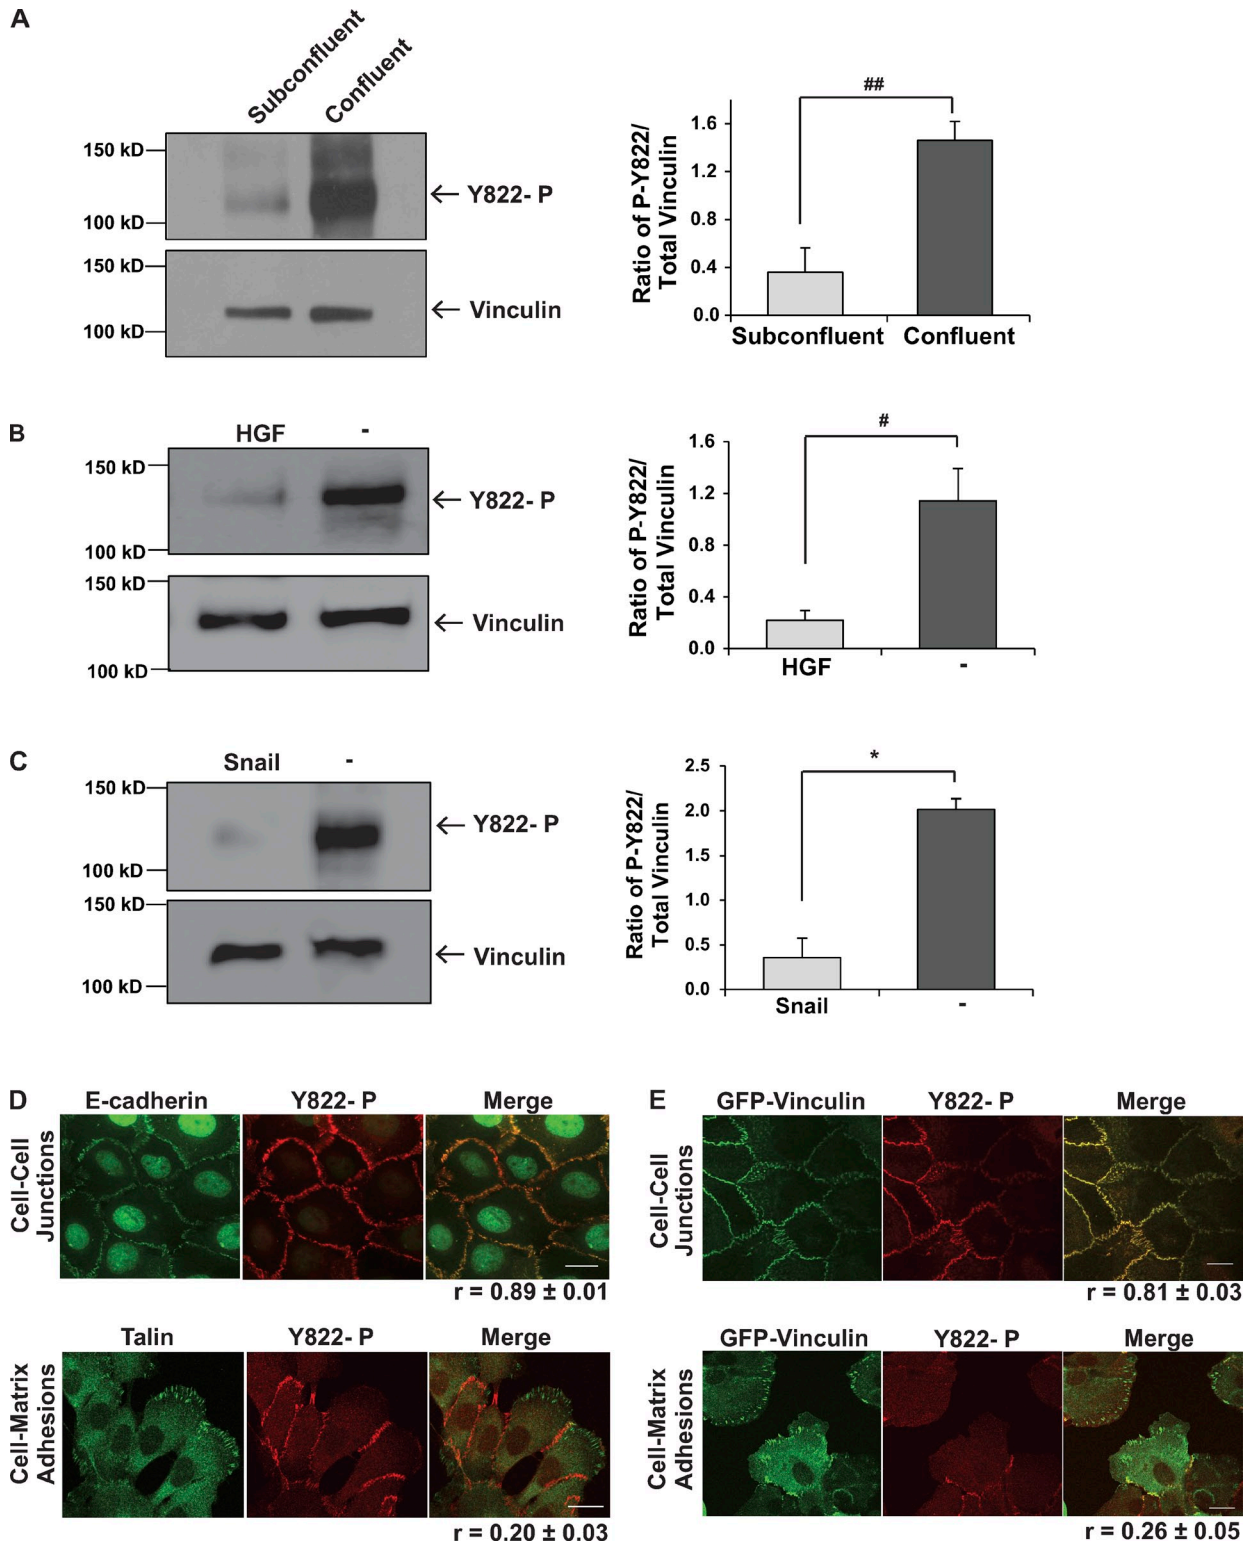 A
Subconfluent
Confluent
150 kD
100 kD
Y822- P
150 kD
100 kD
Vinculin
Ratio of P-Y822/
Total Vinculin
1.6
1.2
0.8
0.4
0.0
##
Subconfluent Confluent
B
HGF -
150 kD
100 kD
Y822- P
150 kD
100 kD
Vinculin
Ratio of P-Y822/
Total Vinculin
1.6
1.2
0.8
0.4
0.0
#
HGF -
C
Snail -
150 kD
100 kD
Y822- P
150 kD
100 kD
Vinculin
Ratio of P-Y822/
Total Vinculin
2.5
2.0
1.5
1.0
0.5
0.0
*
Snail -
D
E-cadherin Y822- P Merge
Cell-Cell
Junctions
r = 0.89 ± 0.01
Talin Y822- P Merge
Cell-Matrix
Adhesions
r = 0.20 ± 0.03
E
GFP-Vinculin Y822- P Merge
Cell-Cell
Junctions
r = 0.81 ± 0.03
GFP-Vinculin Y822- P Merge
Cell-Matrix
Adhesions
r = 0.26 ± 0.05